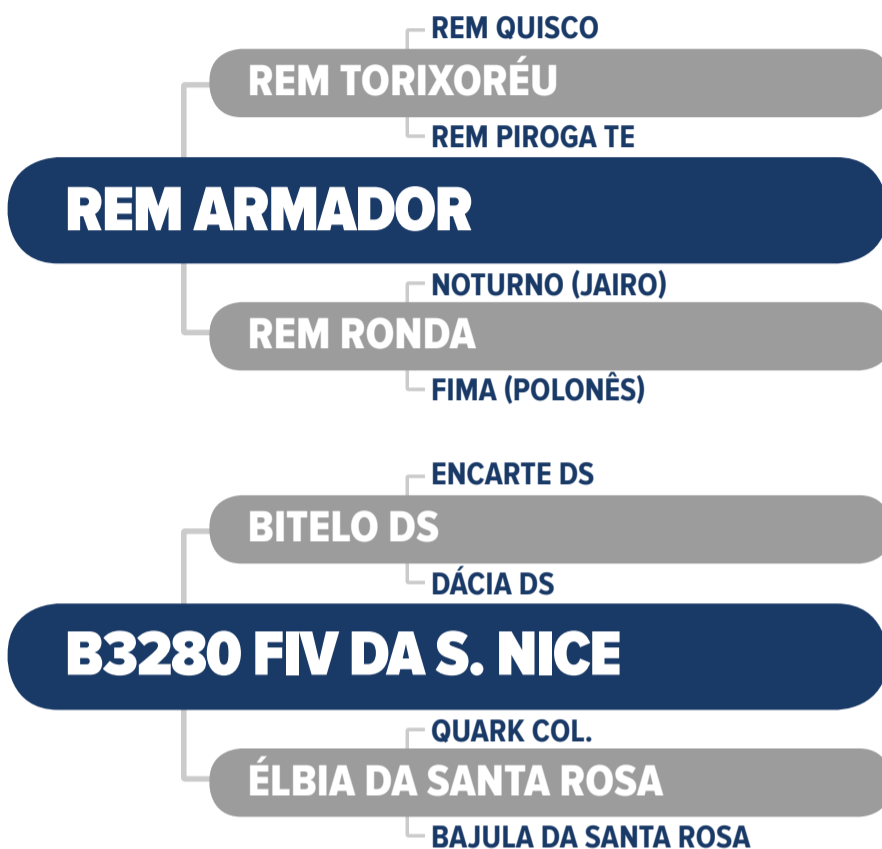 REM QUISCO
REM TORIXORÉU
REM PIROGA TE
REM ARMADOR
NOTURNO (JAIRO)
REM RONDA
FIMA (POLONÊS)
ENCARTE DS
BITELO DS
DÁCIA DS
B3280 FIV DA S. NICE
QUARK COL.
ÉLBIA DA SANTA ROSA
BAJULA DA SANTA ROSA